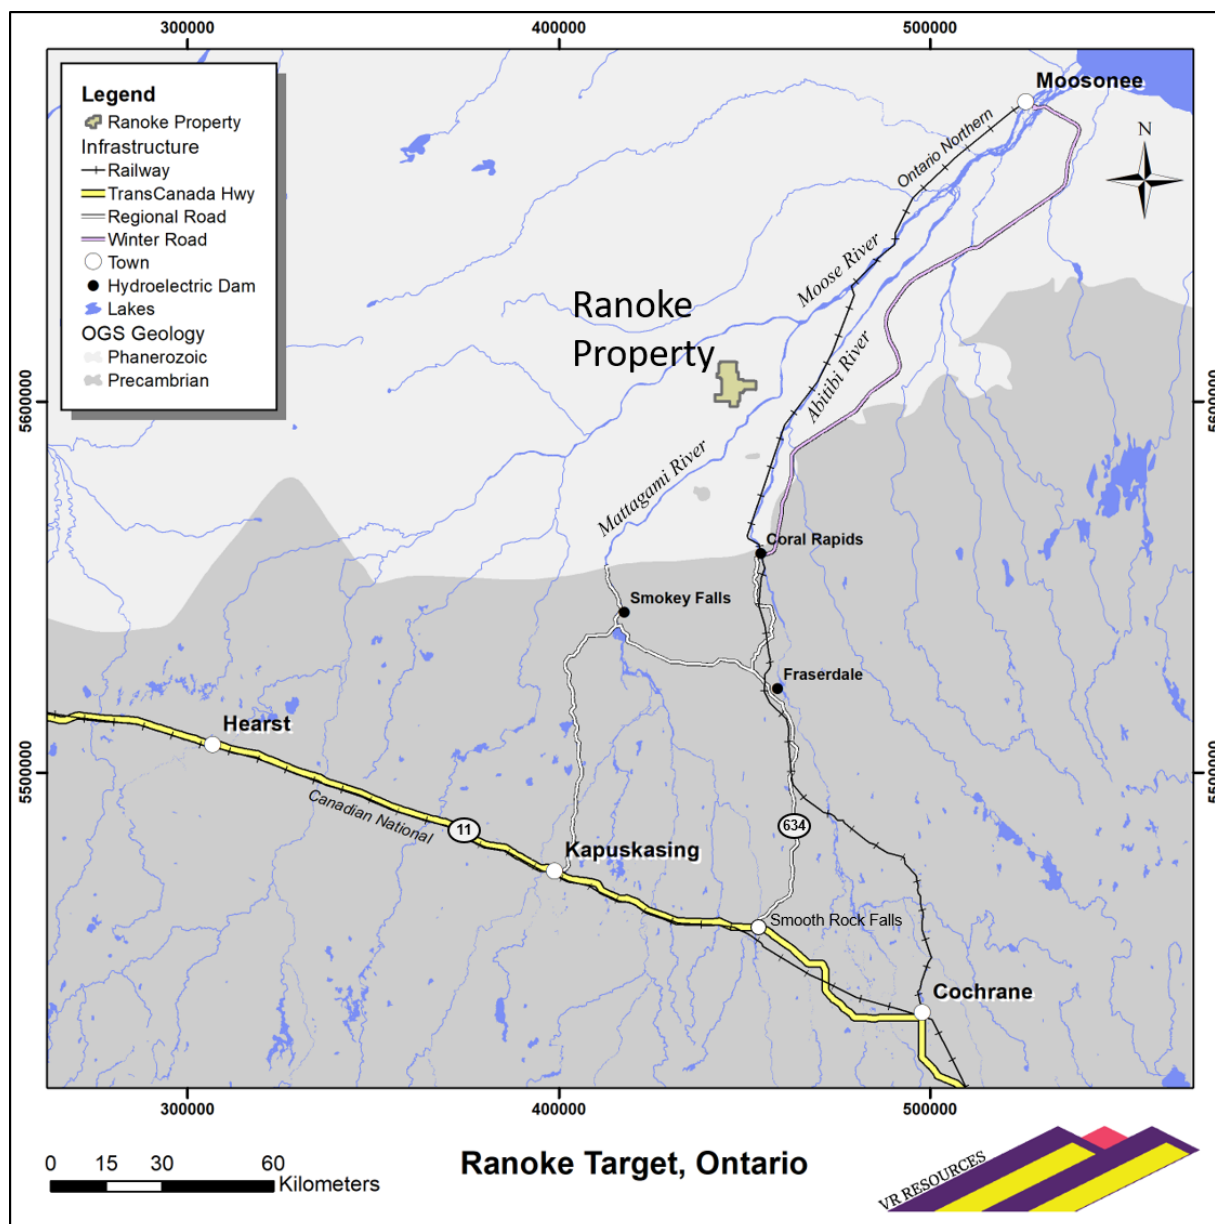 300000
400000
500000
Legend
Ranoke Property
Infrastructure
Railway
TransCanada Hwy
Regional Road
Winter Road
Town
Hydroelectric Dam
Lakes
OGS Geology
Phanerozoic
Precambrian
Moosonee
N
Ontario Northern
Moose River
Ranoke
Property
Abitibi River
5600000
5600000
Mattagami River
Coral Rapids
Smokey Falls
Fraserdale
Hearst
5500000
5500000
Canadian National
11
634
Kapuskasing
Smooth Rock Falls
Cochrane
300000
400000
500000
0 15 30 60
Kilometers
Ranoke Target, Ontario
VR RESOURCES